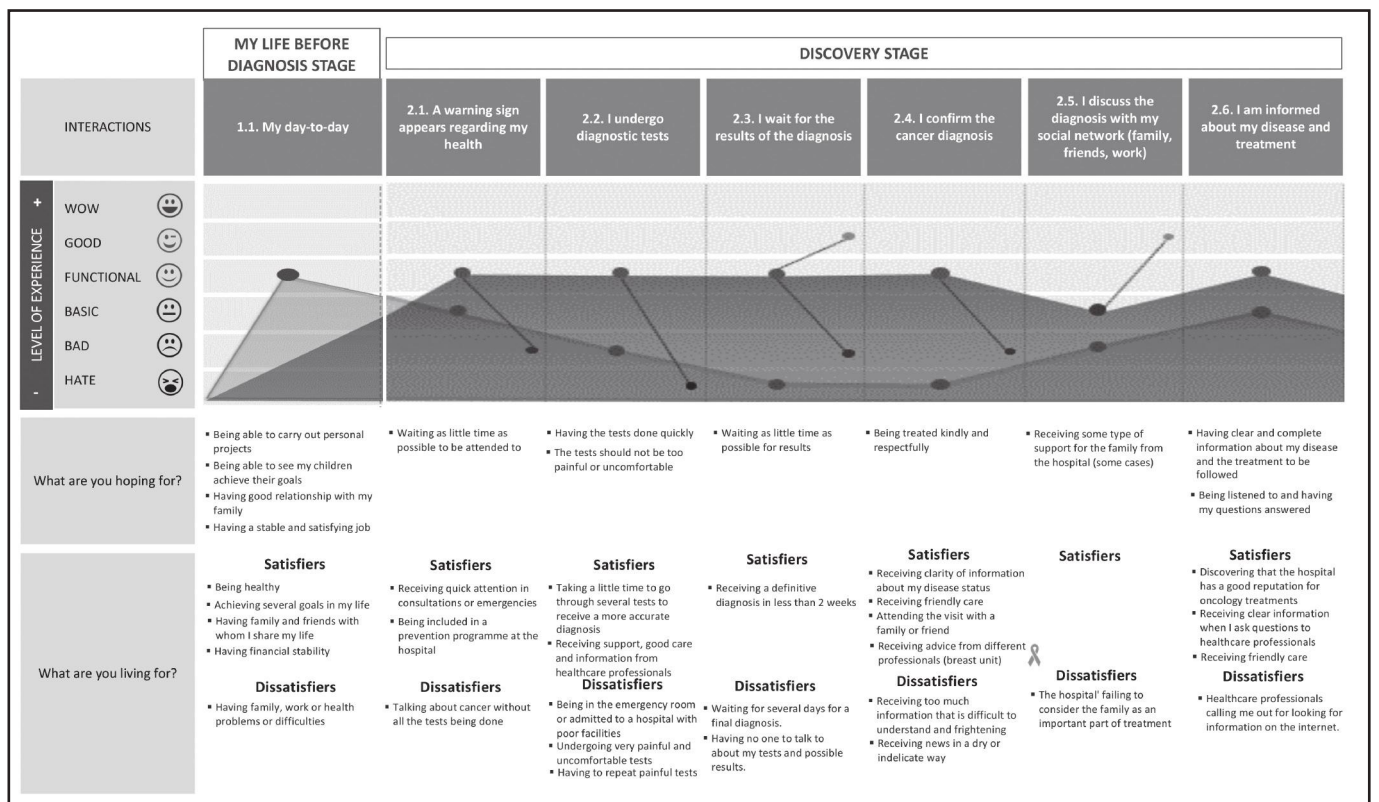 MY LIFE BEFORE
DIAGNOSIS STAGE
DISCOVERY STAGE
INTERACTIONS
1.1. My day-to-day
2.1. A warning sign
appears regarding my
health
2.2. I undergo
diagnostic tests
2.3. I wait for the
results of the diagnosis
2.4. I confirm the
cancer diagnosis
2.5. I discuss the
diagnosis with my
social network (family,
friends, work)
2.6. I am informed
about my disease and
treatment
+
LEVEL OF EXPERIENCE
-
WOW
GOOD
FUNCTIONAL
BASIC
BAD
HATE
What are you hoping for?
▪ Being able to carry out personal
projects
▪ Being able to see my children
achieve their goals
▪ Having good relationship with my
family
▪ Having a stable and satisfying job
▪ Waiting as little time as
possible to be attended to
▪ Having the tests done quickly
▪ The tests should not be too
painful or uncomfortable
▪ Waiting as little time as
possible for results
▪ Being treated kindly and
respectfully
▪ Receiving some type of
support for the family from
the hospital (some cases)
▪ Having clear and complete
information about my disease
and the treatment to be
followed
▪ Being listened to and having
my questions answered
What are you living for?
Satisfiers
▪ Being healthy
▪ Achieving several goals in my life
▪ Having family and friends with
whom I share my life
▪ Having financial stability
Dissatisfiers
▪ Having family, work or health
problems or difficulties
Satisfiers
▪ Receiving quick attention in
consultations or emergencies
▪ Being included in a
prevention programme at the
hospital
Dissatisfiers
▪ Talking about cancer without
all the tests being done
Satisfiers
▪ Taking a little time to go
through several tests to
receive a more accurate
diagnosis
▪ Receiving support, good care
and information from
healthcare professionals
Dissatisfiers
▪ Being in the emergency room
or admitted to a hospital with
poor facilities
▪ Undergoing very painful and
uncomfortable tests
▪ Having to repeat painful tests
Satisfiers
▪ Receiving a definitive
diagnosis in less than 2 weeks
Dissatisfiers
▪ Waiting for several days for a
final diagnosis.
▪ Having no one to talk to
about my tests and possible
results.
Satisfiers
▪ Receiving clarity of information
about my disease status
▪ Receiving friendly care
▪ Attending the visit with a
family or friend
▪ Receiving advice from different
professionals (breast unit)
Dissatisfiers
▪ Receiving too much
information that is difficult to
understand and frightening
▪ Receiving news in a dry or
indelicate way
Satisfiers
Dissatisfiers
▪ The hospital' failing to
consider the family as an
important part of treatment
Satisfiers
▪ Discovering that the hospital
has a good reputation for
oncology treatments
▪ Receiving clear information
when I ask questions to
healthcare professionals
▪ Receiving friendly care
Dissatisfiers
▪ Healthcare professionals
calling me out for looking for
information on the internet.